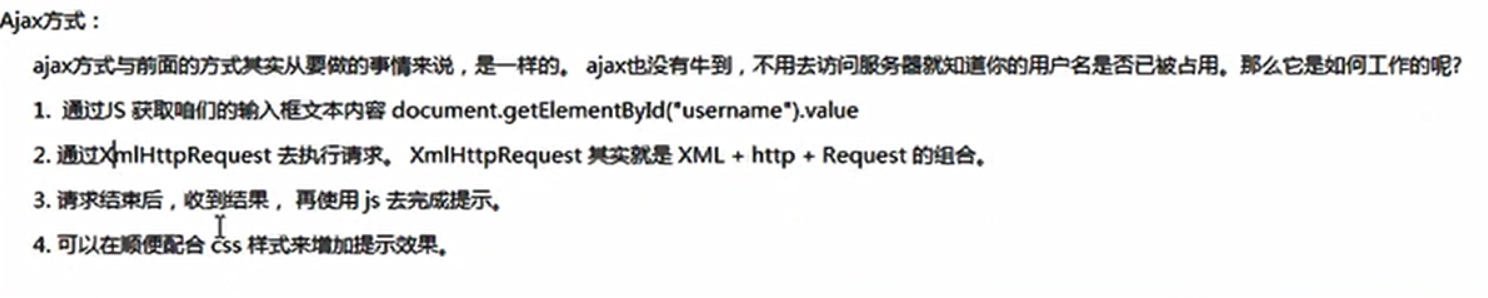 Ajax方式：
ajax方式与前面的方式其实从要做的事情来说，是一样的。 ajax也没有牛到，不用去访问服务器就知道你的用户名是否已被占用。那么它是如何工作的呢?
1. 通过JS 获取咱们的输入框文本内容 document.getElementById("username").value
2. 通过XmlHttpRequest 去执行请求。 XmlHttpRequest 其实就是 XML + http + Request 的组合。
3. 请求结束后，收到结果， 再使用 js 去完成提示。
4. 可以在顺便配合 css 样式来增加提示效果。